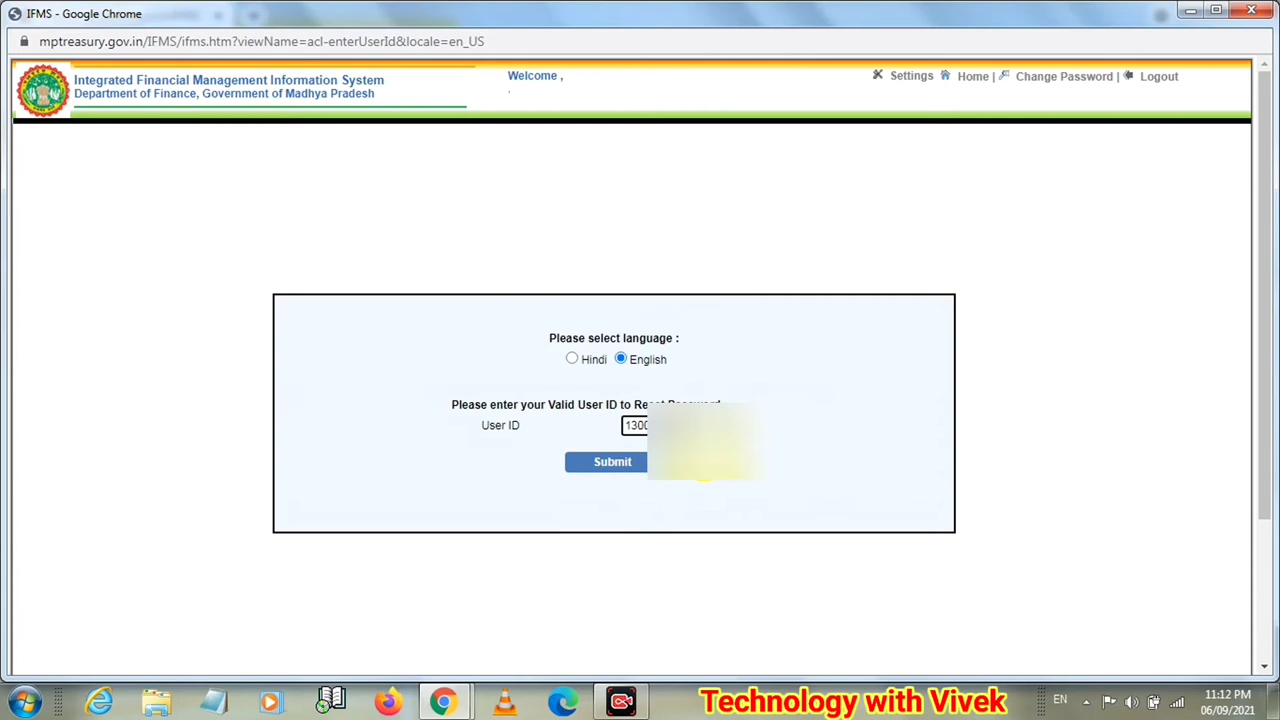 IFMS - Google Chrome
mptreasury.gov.in/IFMS/ifms.htm?viewName=acl-enterUserId&locale=en_US
Integrated Financial Management Information System
Department of Finance, Government of Madhya Pradesh
Welcome ,
Settings Home | Change Password | Logout
Please select language :
Hindi English
Please enter your Valid User ID to Reset Password
User ID 1300
Submit
Technology with Vivek
EN
11:12 PM
06/09/2021